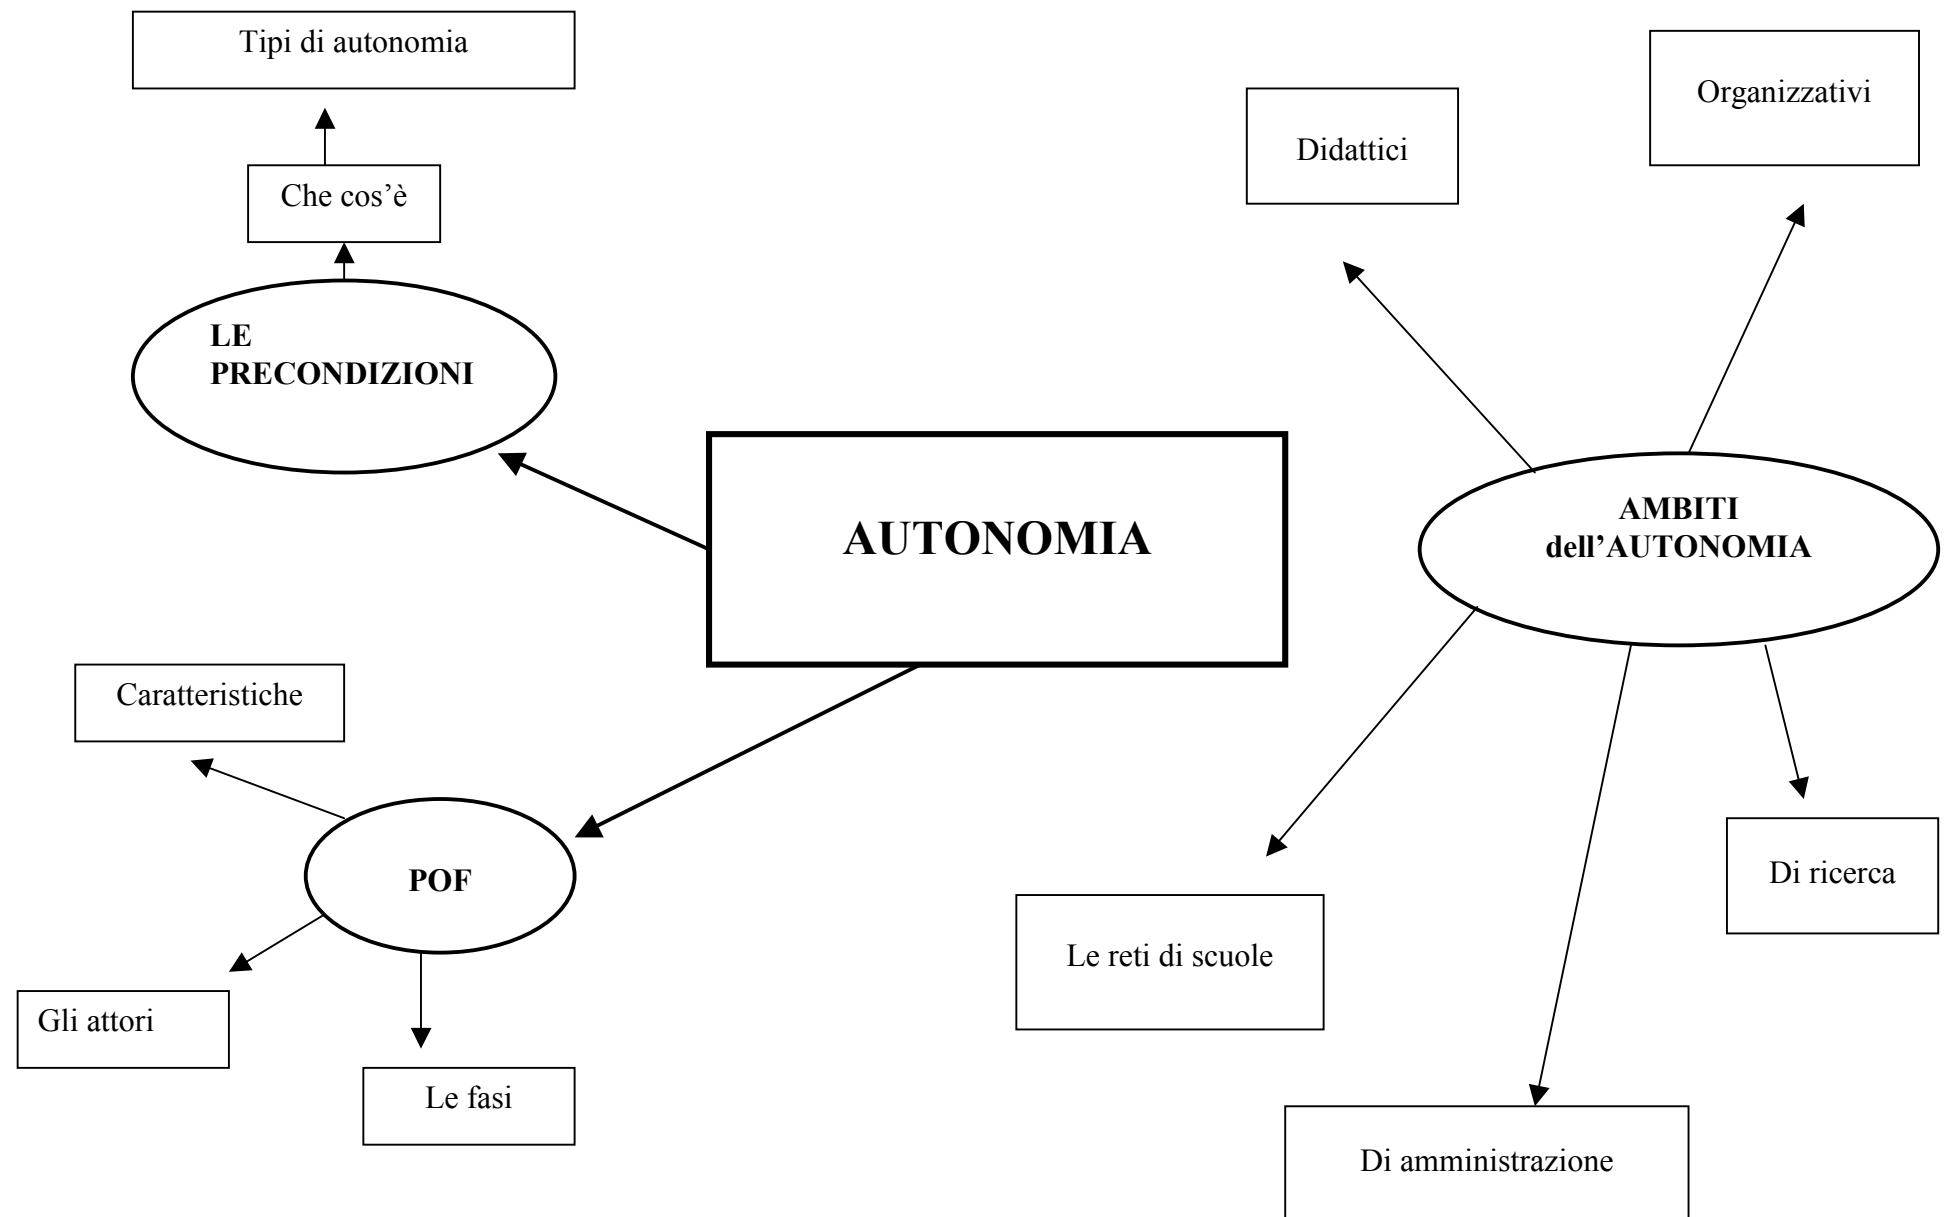 Tipi di autonomia
Organizzativi
Didattici
Che cos’è
LE
PRECONDIZIONI
AMBITI
dell’AUTONOMIA
AUTONOMIA
Caratteristiche
POF
Di ricerca
Le reti di scuole
Gli attori
Le fasi
Di amministrazione